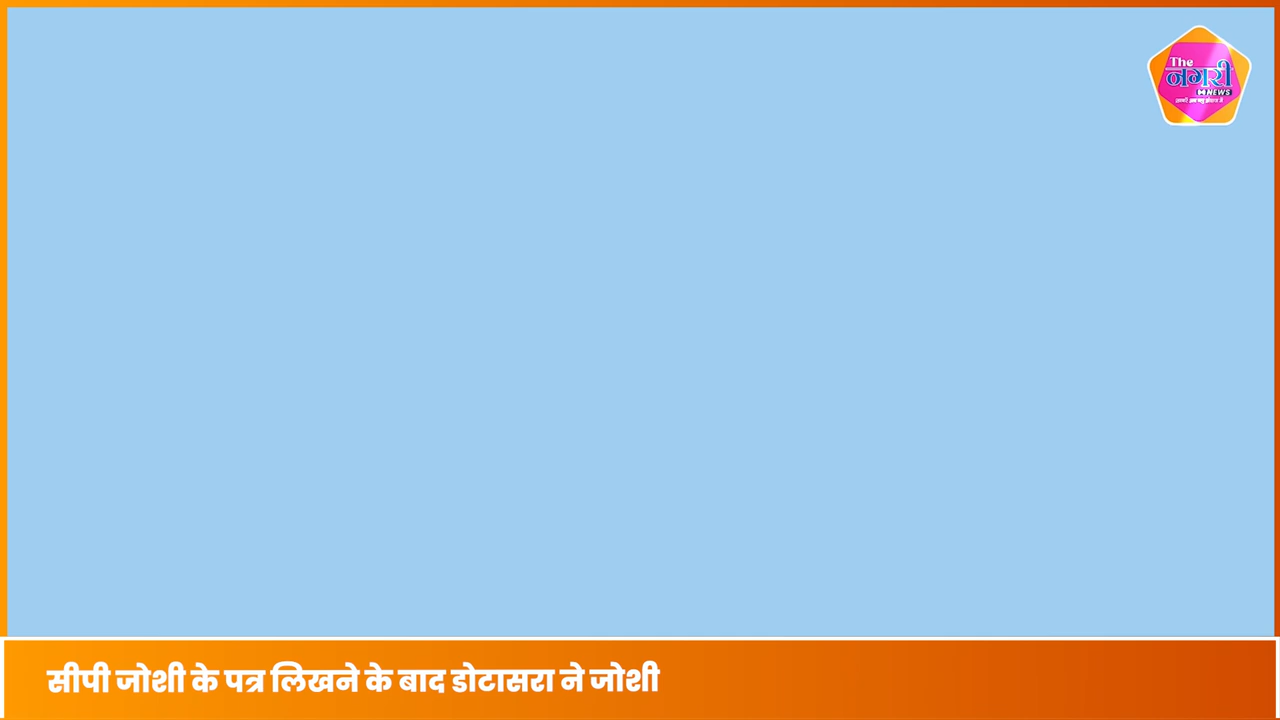 The
नगरी
NEWS
सीपी जोशी के पत्र लिखने के बाद डोटासरा ने जोशी